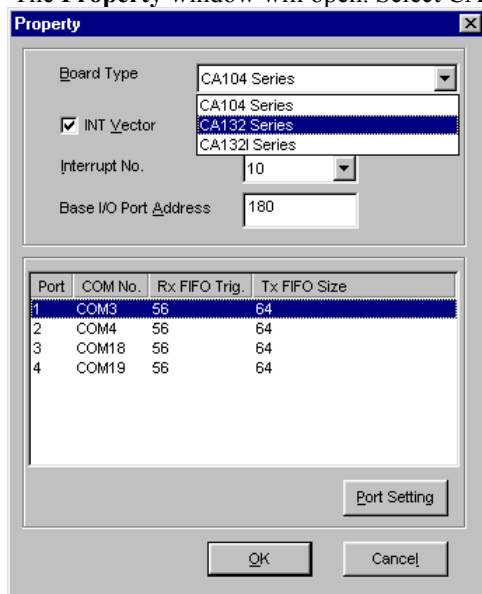 The Property window will open. Select CA
Property
Board Type
CA104 Series
CA104 Series
INT Vector
CA132 Series
CA132I Series
Interrupt No.
10
Base I/O Port Address
180
Port COM No. Rx FIFO Trig. Tx FIFO Size
1 COM3 56 64
2 COM4 56 64
3 COM18 56 64
4 COM19 56 64
Port Setting
OK
Cancel